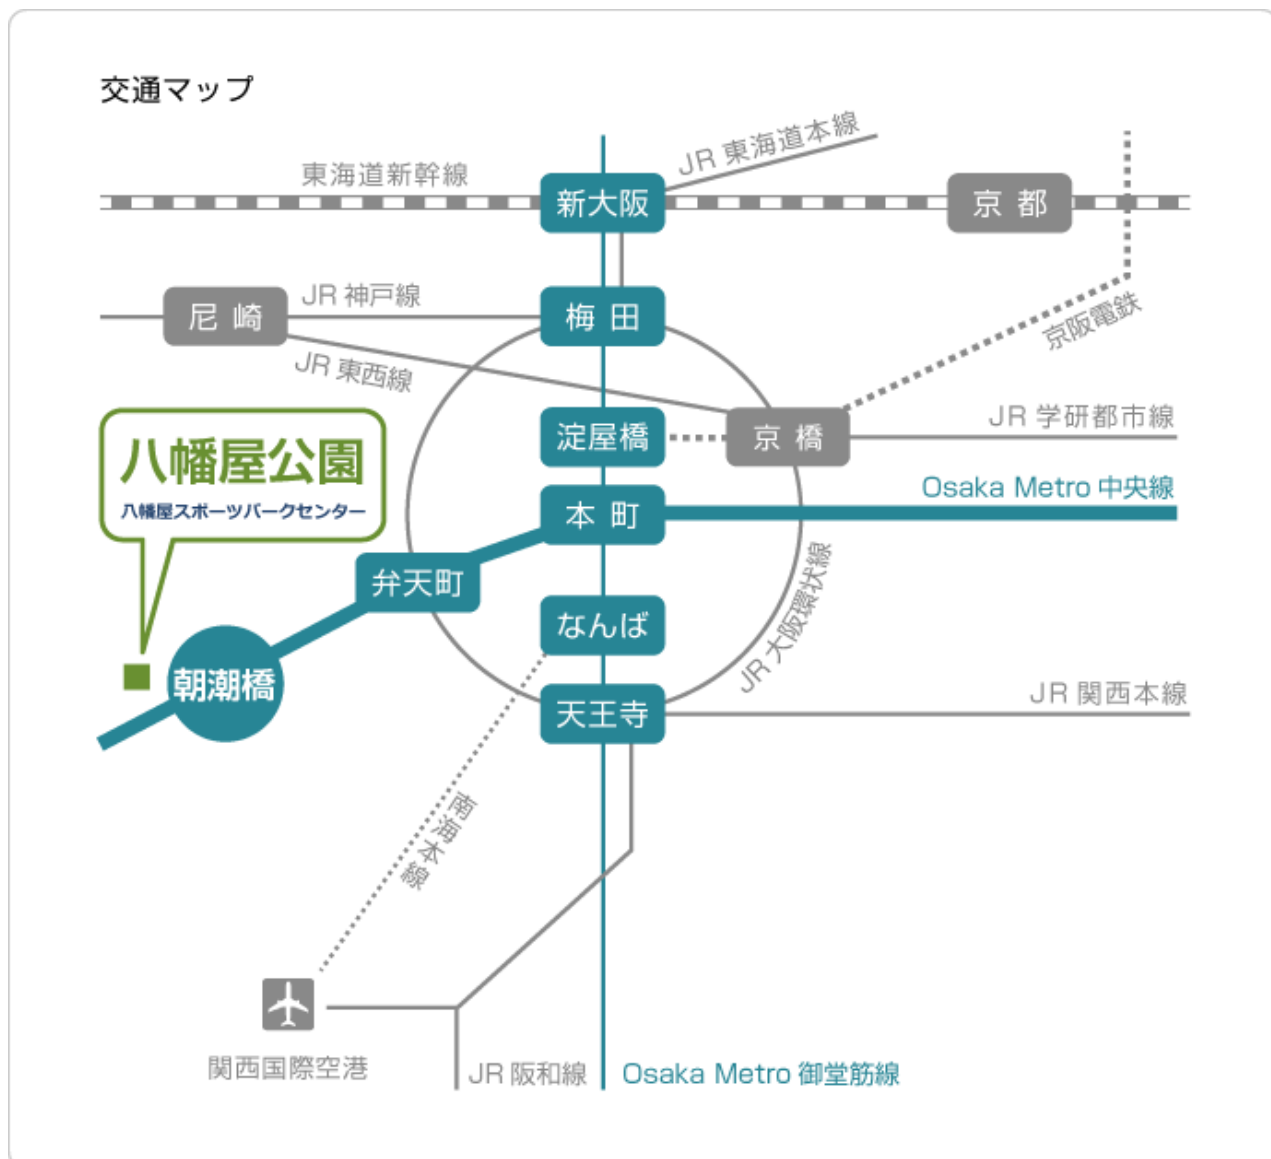 交通マップ
JR 東海道本線
東海道新幹線
新大阪
京都
JR 神戸線
尼崎
梅田
京阪電鉄
JR 東西線
JR 学研都市線
淀屋橋
京橋
八幡屋公園
八幡屋スポーツパークセンター
Osaka Metro 中央線
本町
弁天町
JR 大阪環状線
なんば
朝潮橋
天王寺
JR 関西本線
南海本線
関西国際空港
JR 阪和線
Osaka Metro 御堂筋線